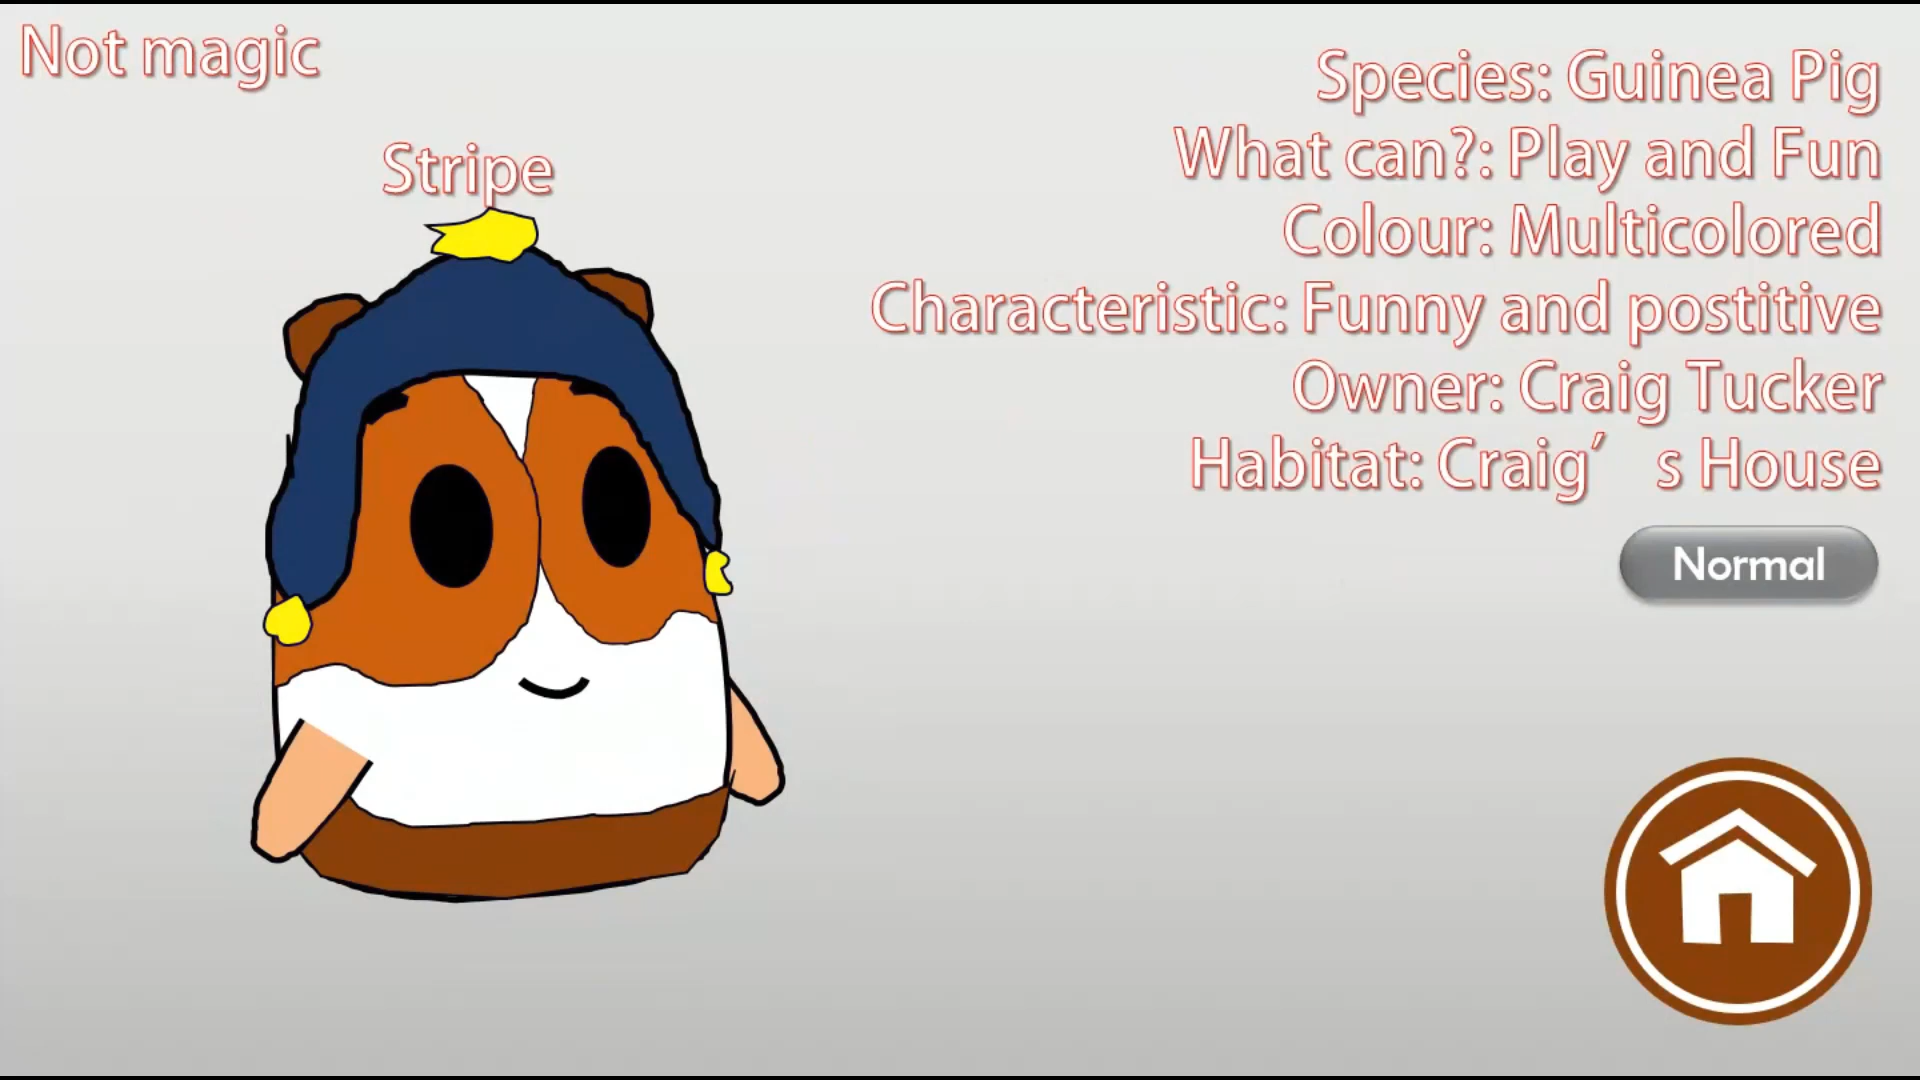 Not magic
Stripe
Species: Guinea Pig
What can?: Play and Fun
Colour: Multicolored
Characteristic: Funny and postitive
Owner: Craig Tucker
Habitat: Craig’s House
Normal